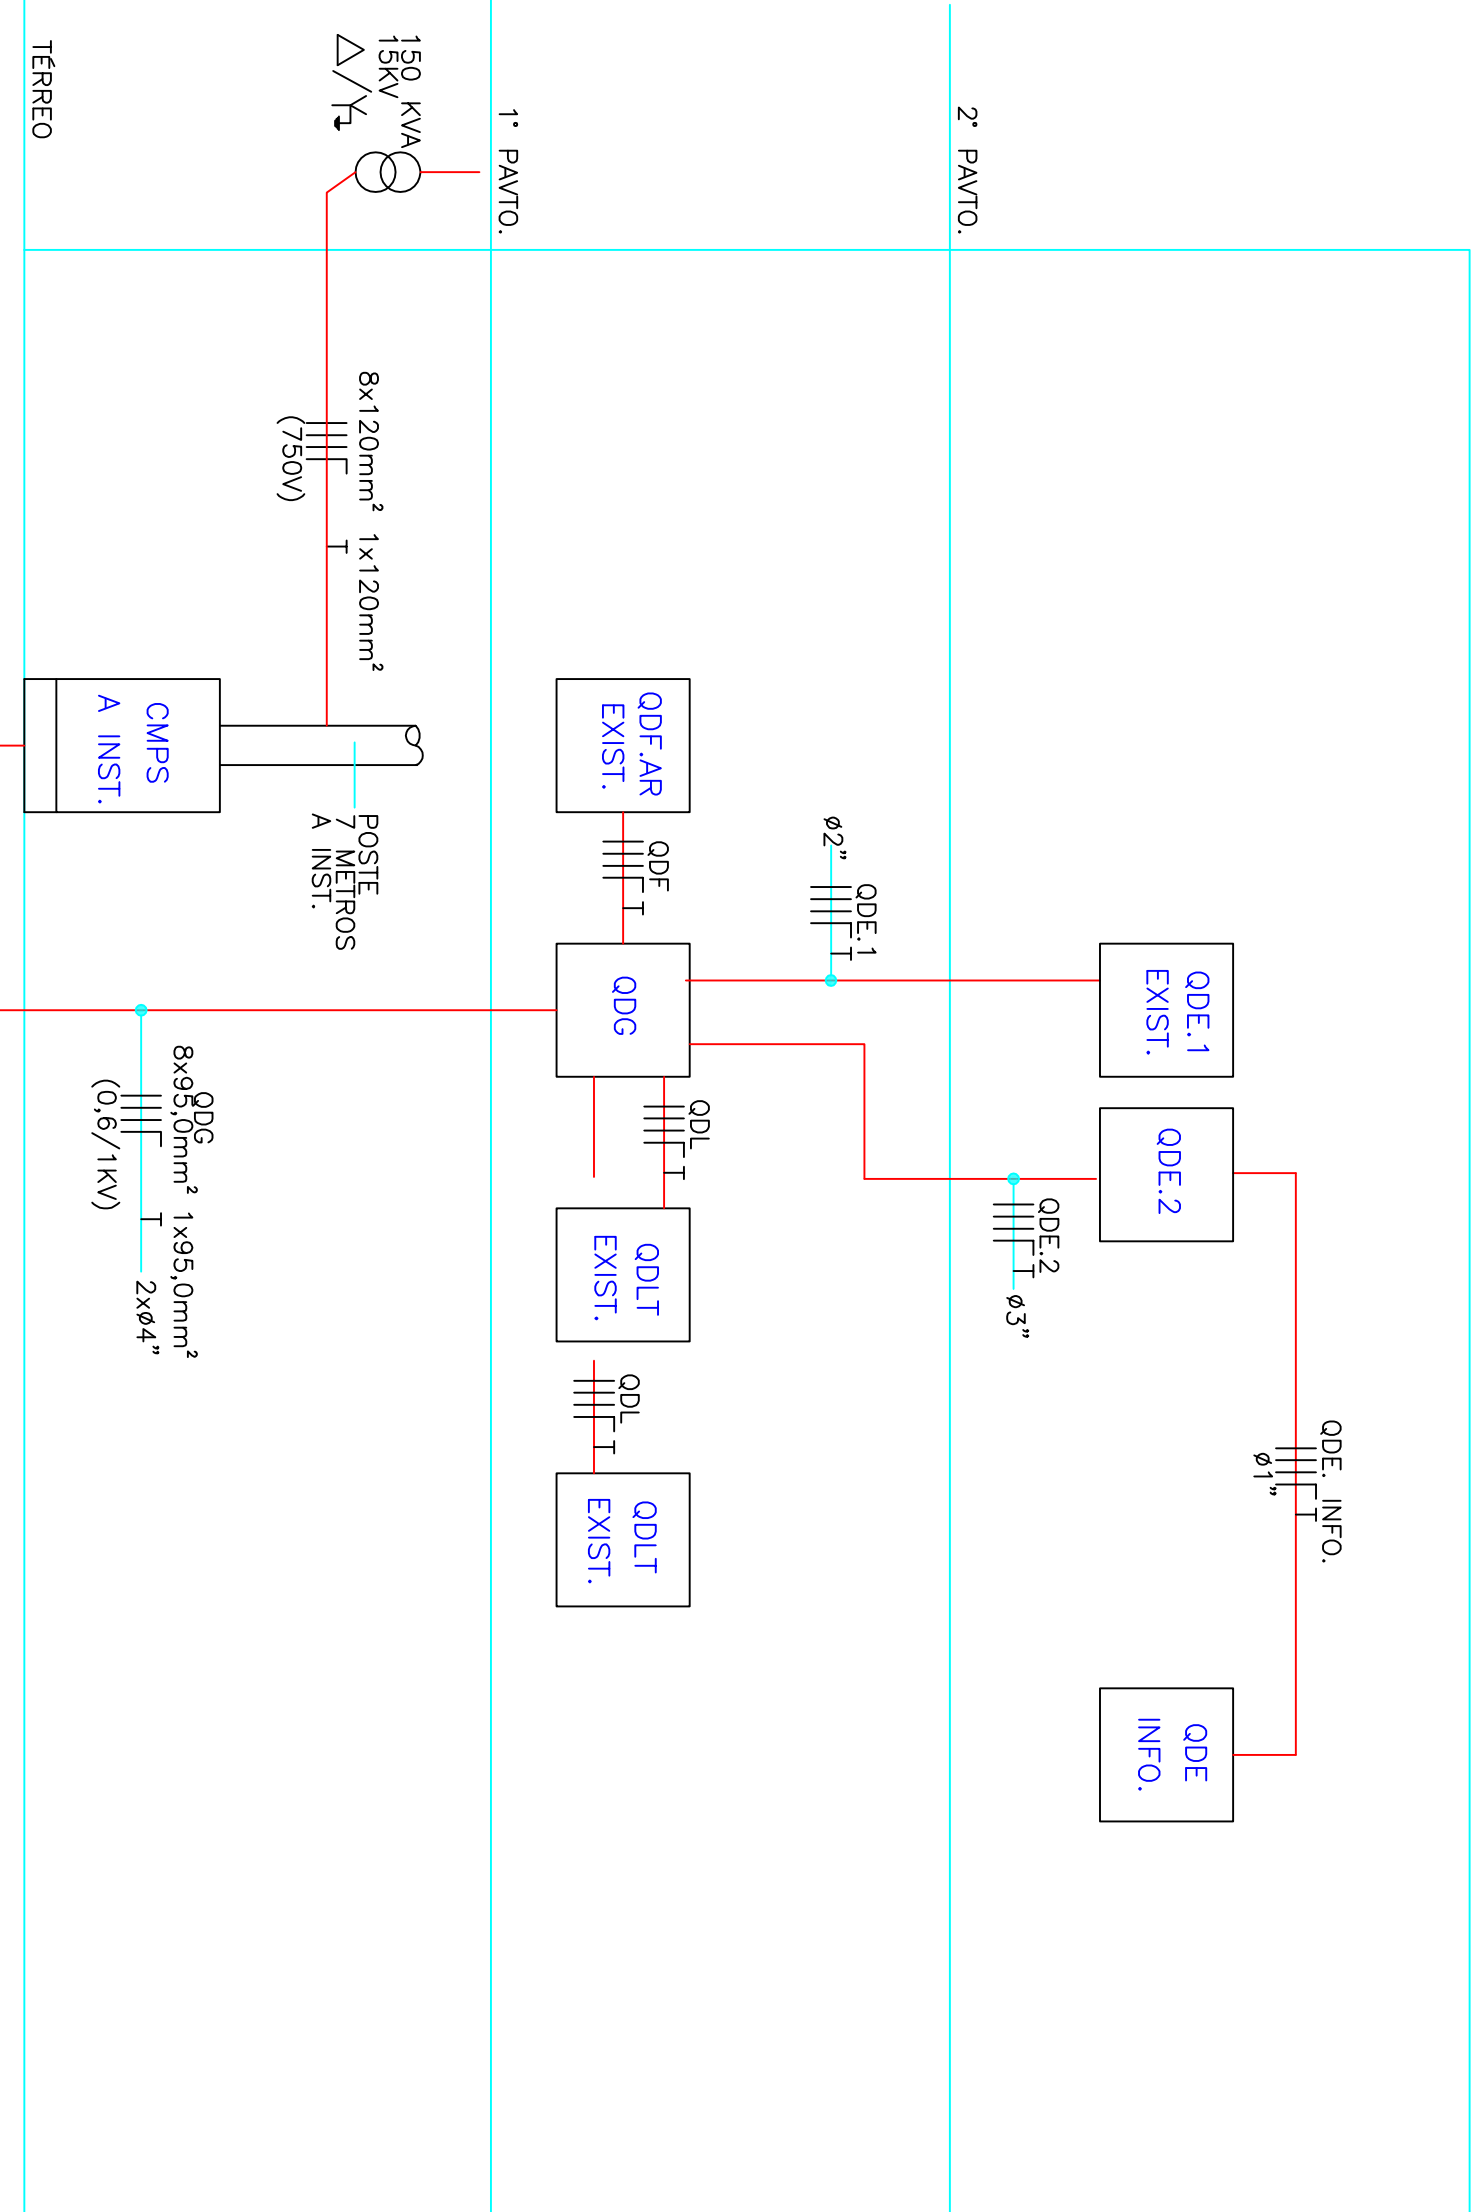 QDE. INFO.
ø1"
QDE.1
EXIST.
QDE.2
QDE
INFO.
QDE.2
ø3"
2° PAVTO.
QDE.1
ø2"
QDF.AR
EXIST.
QDF
QDG
QDL
QDLT
EXIST.
QDL
QDLT
EXIST.
1° PAVTO.
150 KVA
15KV
8x120mm² 1x120mm²
(750V)
POSTE
7 METROS
A INST.
CMPS
A INST.
QDG
8x95,0mm² 1x95,0mm²
(0,6/1KV)
2xø4"
TÉRREO